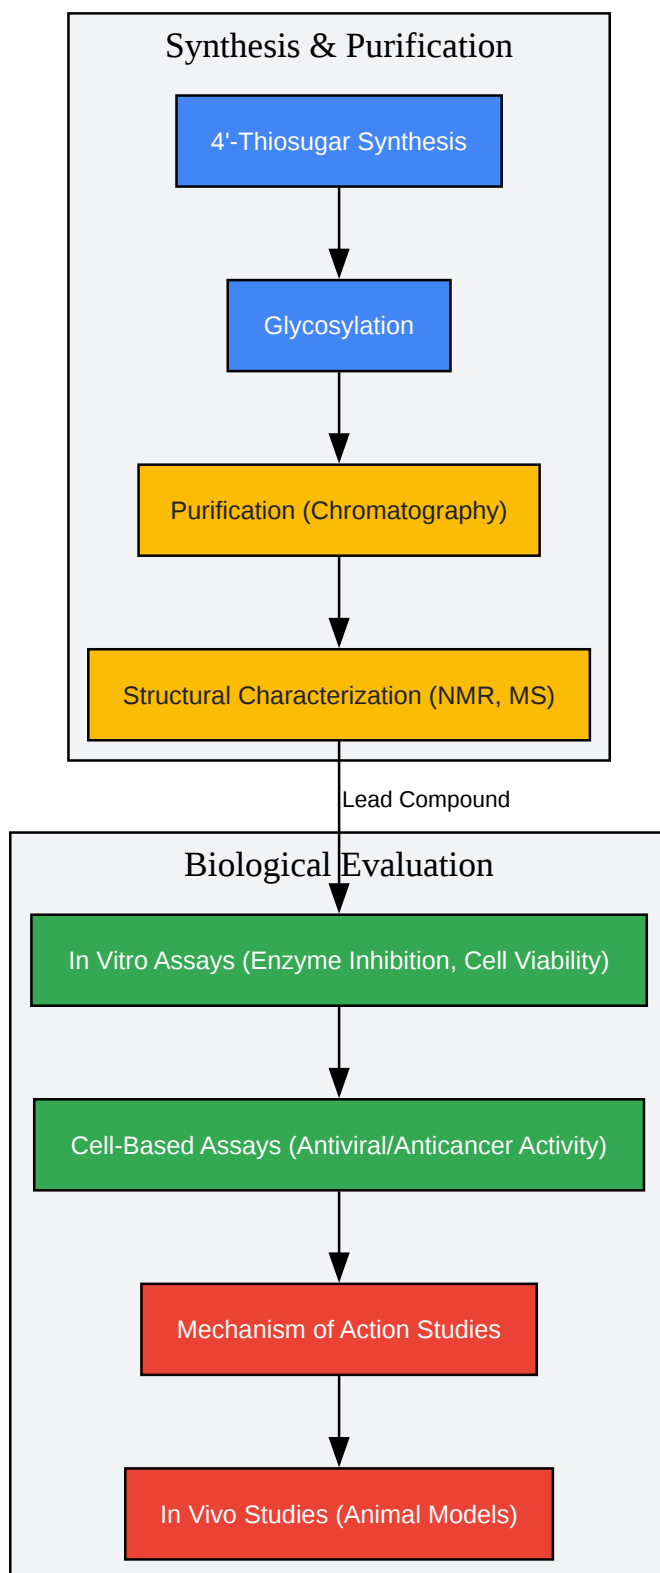 Synthesis & Purification
4'-Thiosugar Synthesis
Glycosylation
Purification (Chromatography)
Structural Characterization (NMR, MS)
Lead Compound
Biological Evaluation
In Vitro Assays (Enzyme Inhibition, Cell Viability)
Cell-Based Assays (Antiviral/Anticancer Activity)
Mechanism of Action Studies
In Vivo Studies (Animal Models)